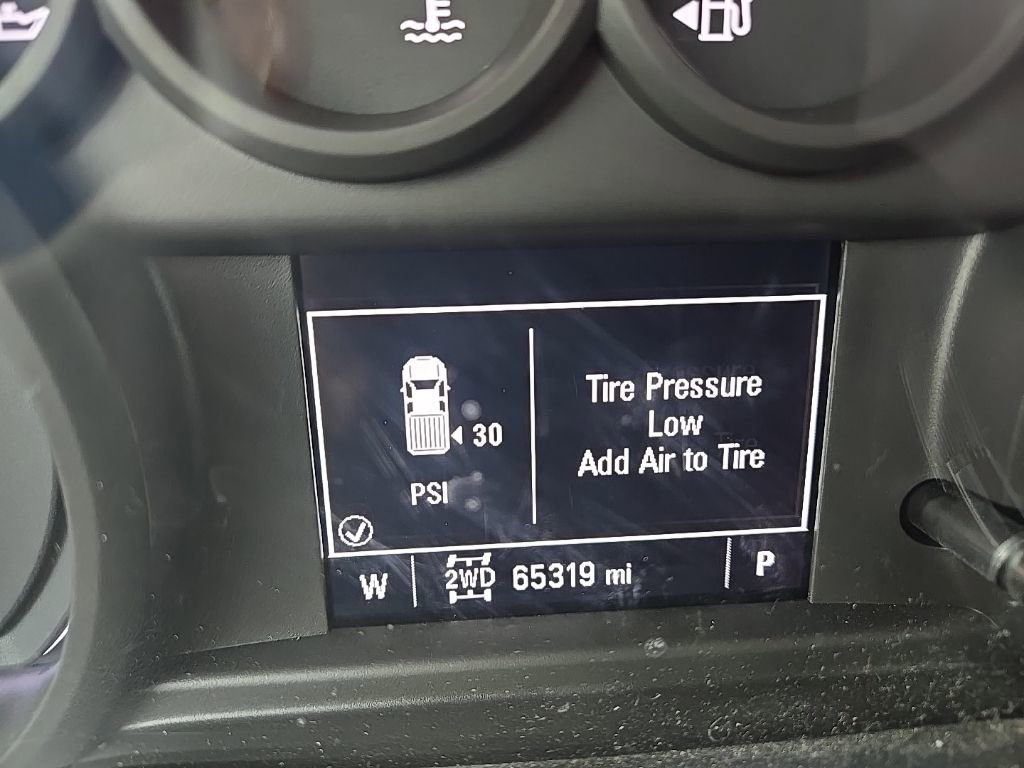 Tire Pressure
Low
Add Air to Tire
30
PSI
W
2WD
65319 mi
P